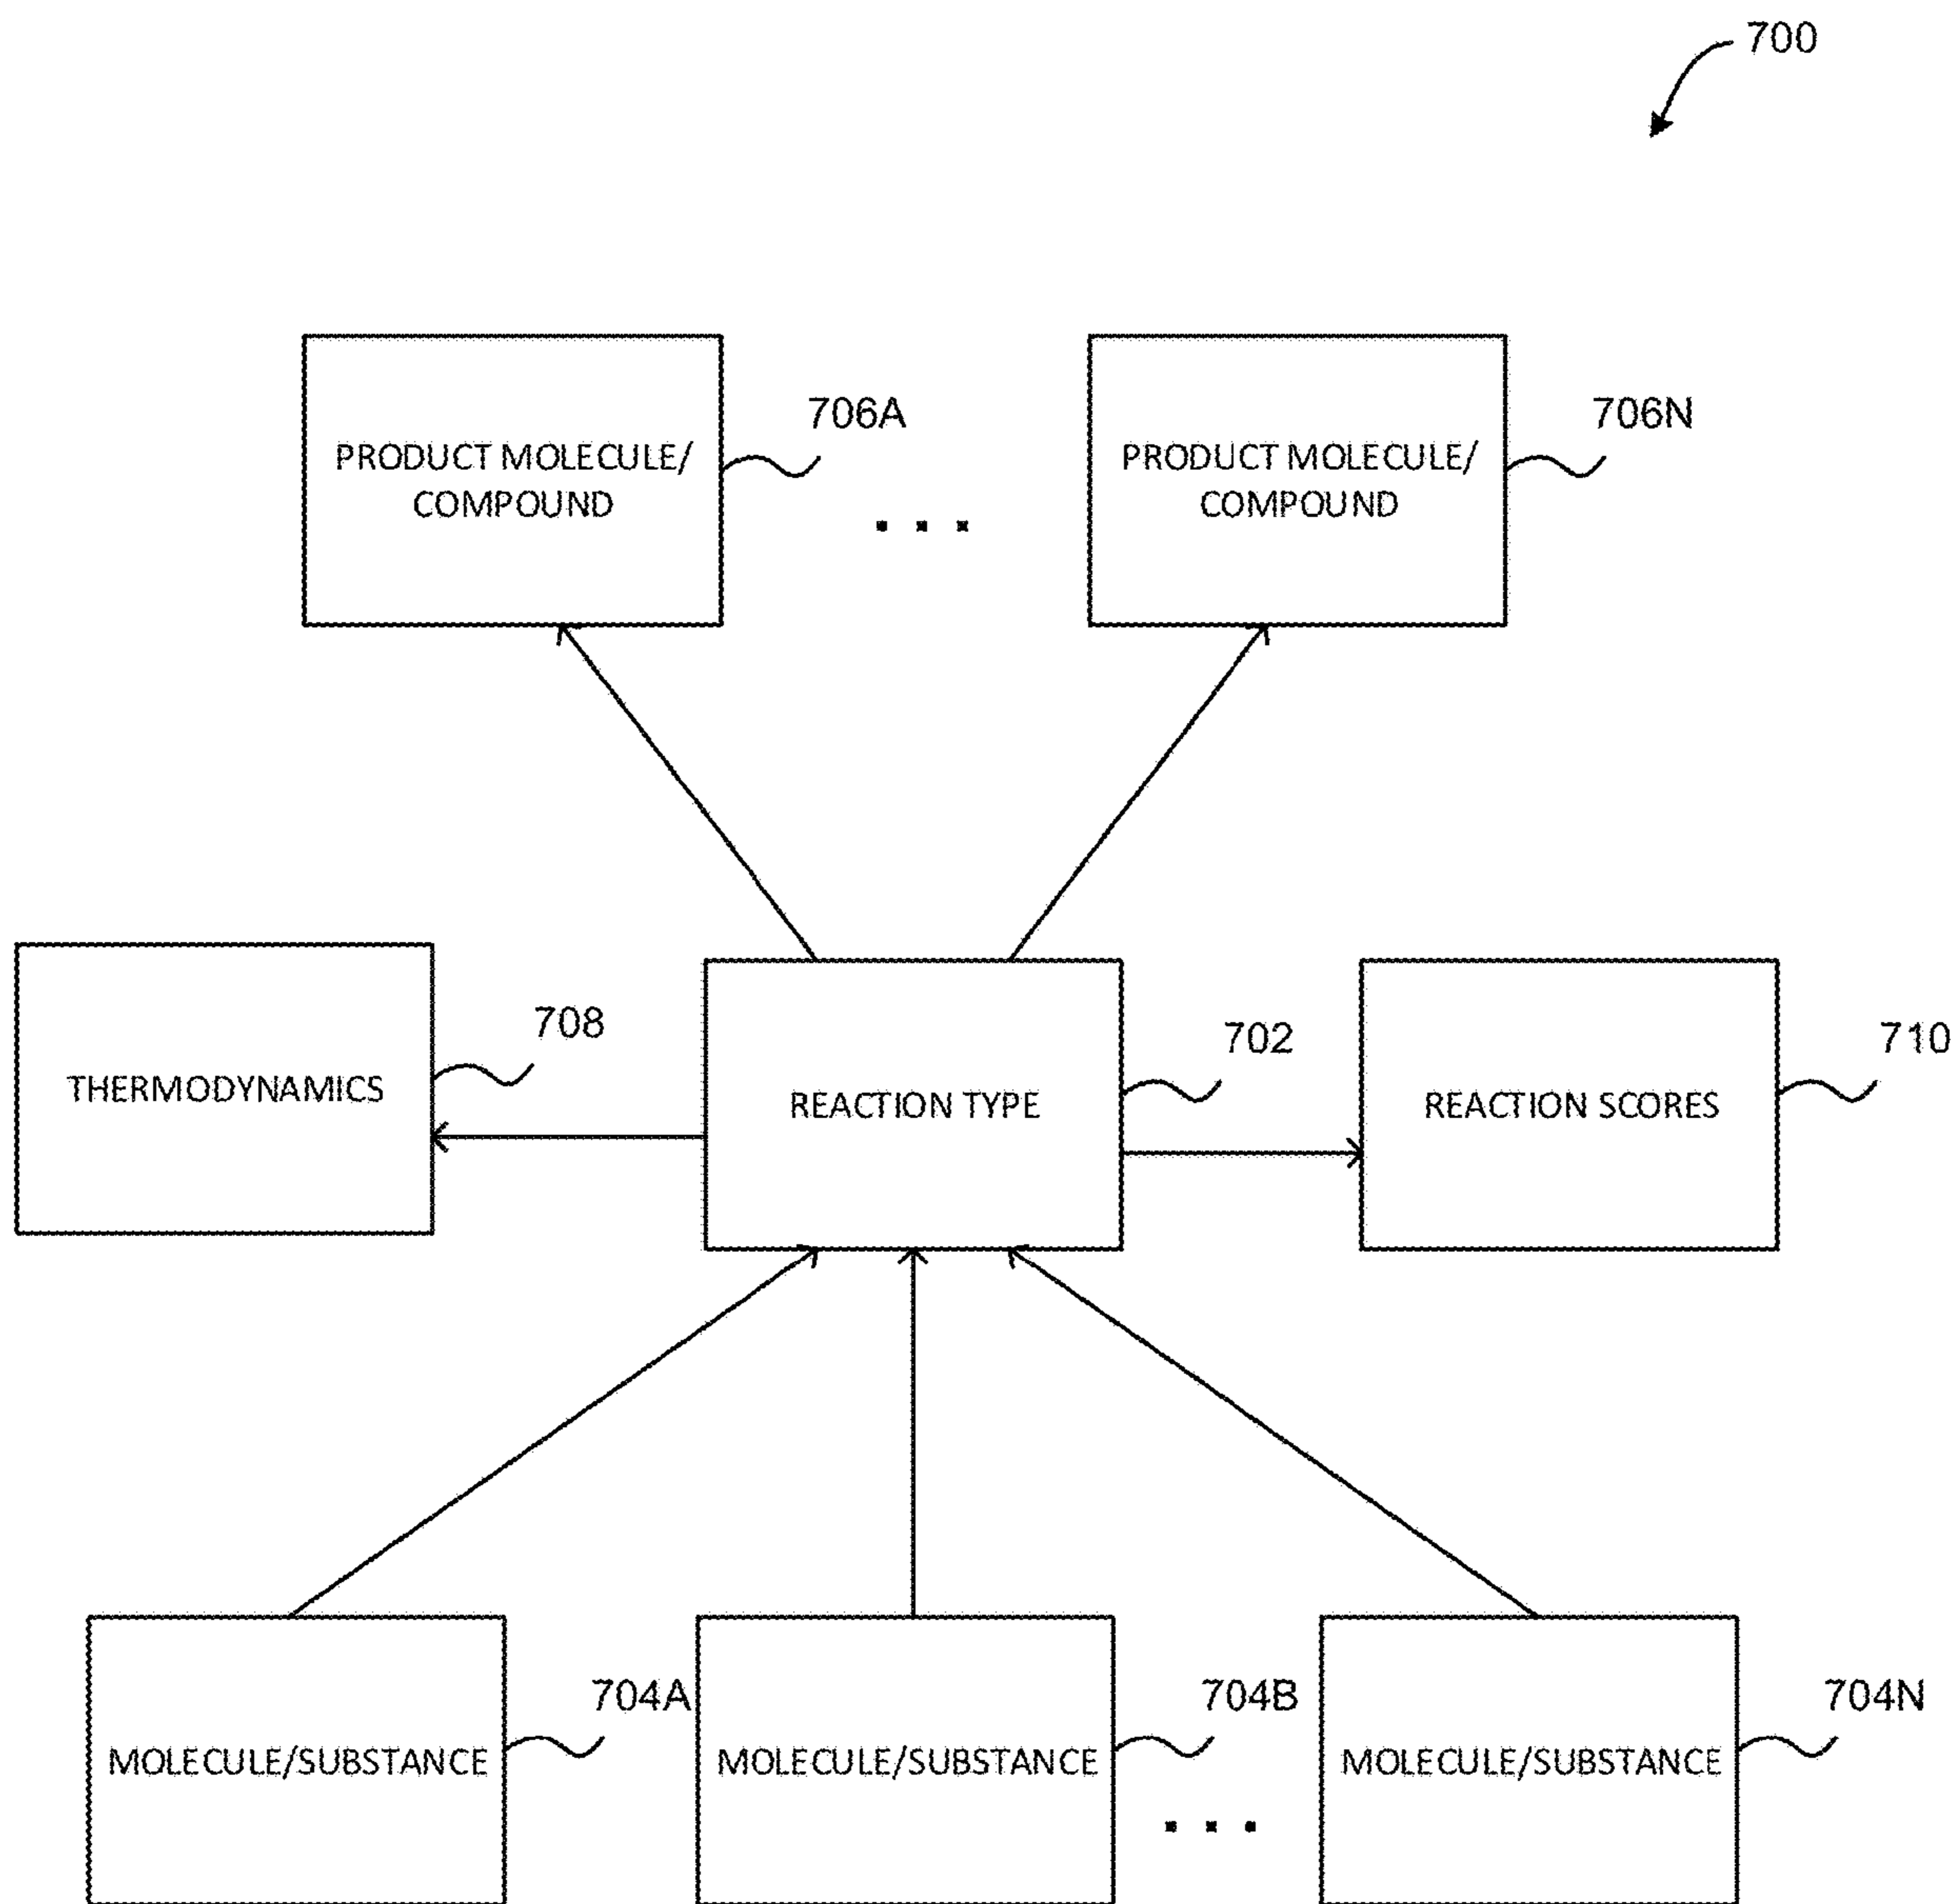 700
706A
706N
PRODUCT MOLECULE/
COMPOUND
PRODUCT MOLECULE/
COMPOUND
. . .
708
702
710
THERMODYNAMICS
REACTION TYPE
REACTION SCORES
704A
704B
704N
MOLECULE/SUBSTANCE
MOLECULE/SUBSTANCE
MOLECULE/SUBSTANCE
. . .